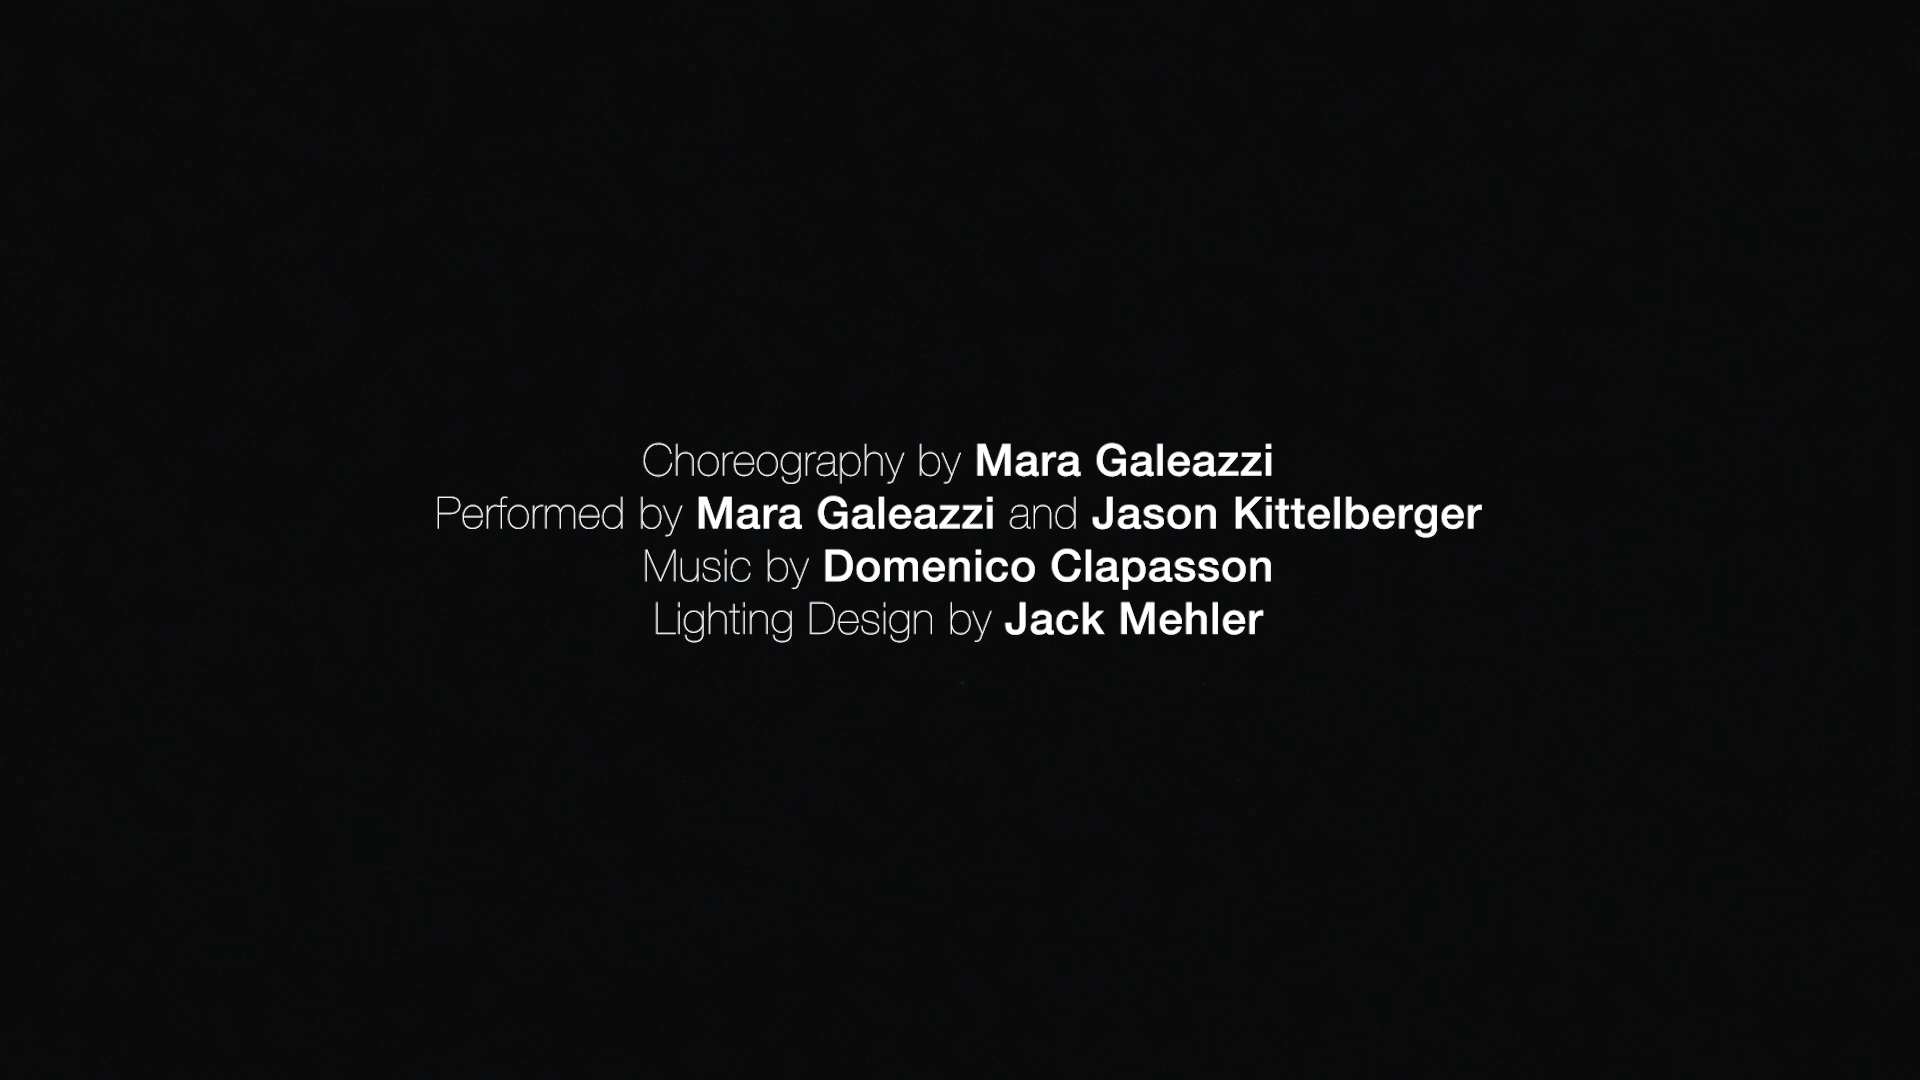 Choreography by Mara Galeazzi
Performed by Mara Galeazzi and Jason Kittelberger
Music by Domenico Clapasson
Lighting Design by Jack Mehler